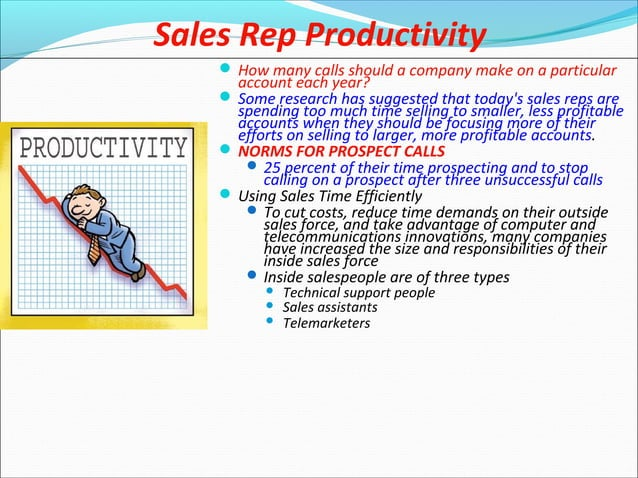 Sales Rep Productivity
How many calls should a company make on a particular
account each year?
Some research has suggested that today's sales reps are
spending too much time selling to smaller, less profitable
accounts when they should be focusing more of their
efforts on selling to larger, more profitable accounts.
NORMS FOR PROSPECT CALLS
25 percent of their time prospecting and to stop
calling on a prospect after three unsuccessful calls
Using Sales Time Efficiently
To cut costs, reduce time demands on their outside
sales force, and take advantage of computer and
telecommunications innovations, many companies
have increased the size and responsibilities of their
inside sales force
Inside salespeople are of three types
Technical support people
Sales assistants
Telemarketers
PRODUCTIVITY